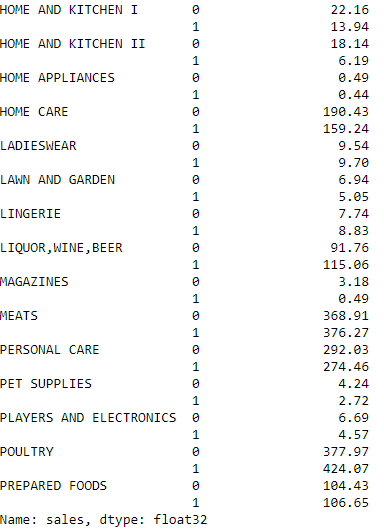 HOME AND KITCHEN I 0 22.16
1 13.94
HOME AND KITCHEN II 0 18.14
1 6.19
HOME APPLIANCES 0 0.49
1 0.44
HOME CARE 0 190.43
1 159.24
LADIESWEAR 0 9.54
1 9.70
LAWN AND GARDEN 0 6.94
1 5.05
LINGERIE 0 7.74
1 8.83
LIQUOR,WINE,BEER 0 91.76
1 115.06
MAGAZINES 0 3.18
1 0.49
MEATS 0 368.91
1 376.27
PERSONAL CARE 0 292.03
1 274.46
PET SUPPLIES 0 4.24
1 2.72
PLAYERS AND ELECTRONICS 0 6.69
1 4.57
POULTRY 0 377.97
1 424.07
PREPARED FOODS 0 104.43
1 106.65
Name: sales, dtype: float32